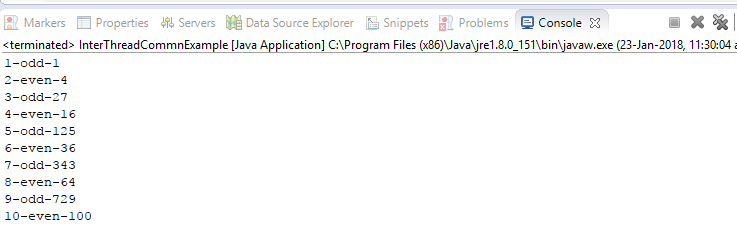 Markers Properties Servers Data Source Explorer Snippets Problems Console
<terminated> InterThreadCommnExample [Java Application] C:\Program Files (x86)\Java\jre1.8.0_151\bin\javaw.exe (23-Jan-2018, 11:30:04 a
1-odd-1
2-even-4
3-odd-27
4-even-16
5-odd-125
6-even-36
7-odd-343
8-even-64
9-odd-729
10-even-100